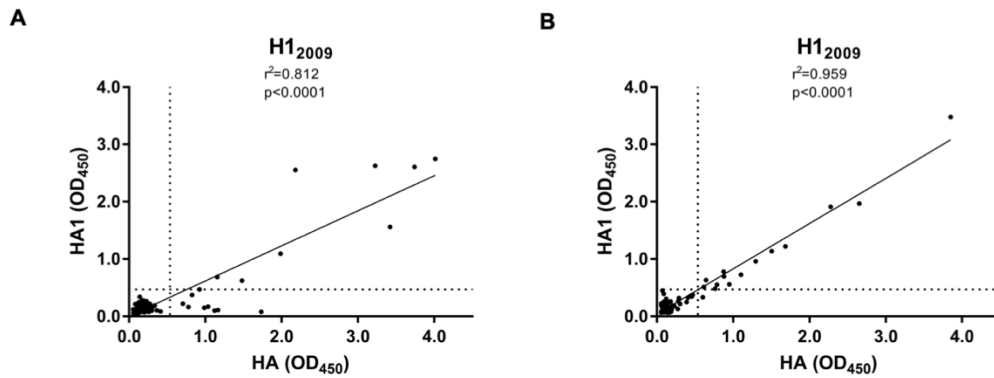 A
H1₂₀₀₉
r²=0.812
p<0.0001
4.0
3.0
2.0
1.0
0.0
HA1 (OD₄₅₀)
0.0 1.0 2.0 3.0 4.0
HA (OD₄₅₀)
B
H1₂₀₀₉
r²=0.959
p<0.0001
4.0
3.0
2.0
1.0
0.0
HA1 (OD₄₅₀)
0.0 1.0 2.0 3.0 4.0
HA (OD₄₅₀)